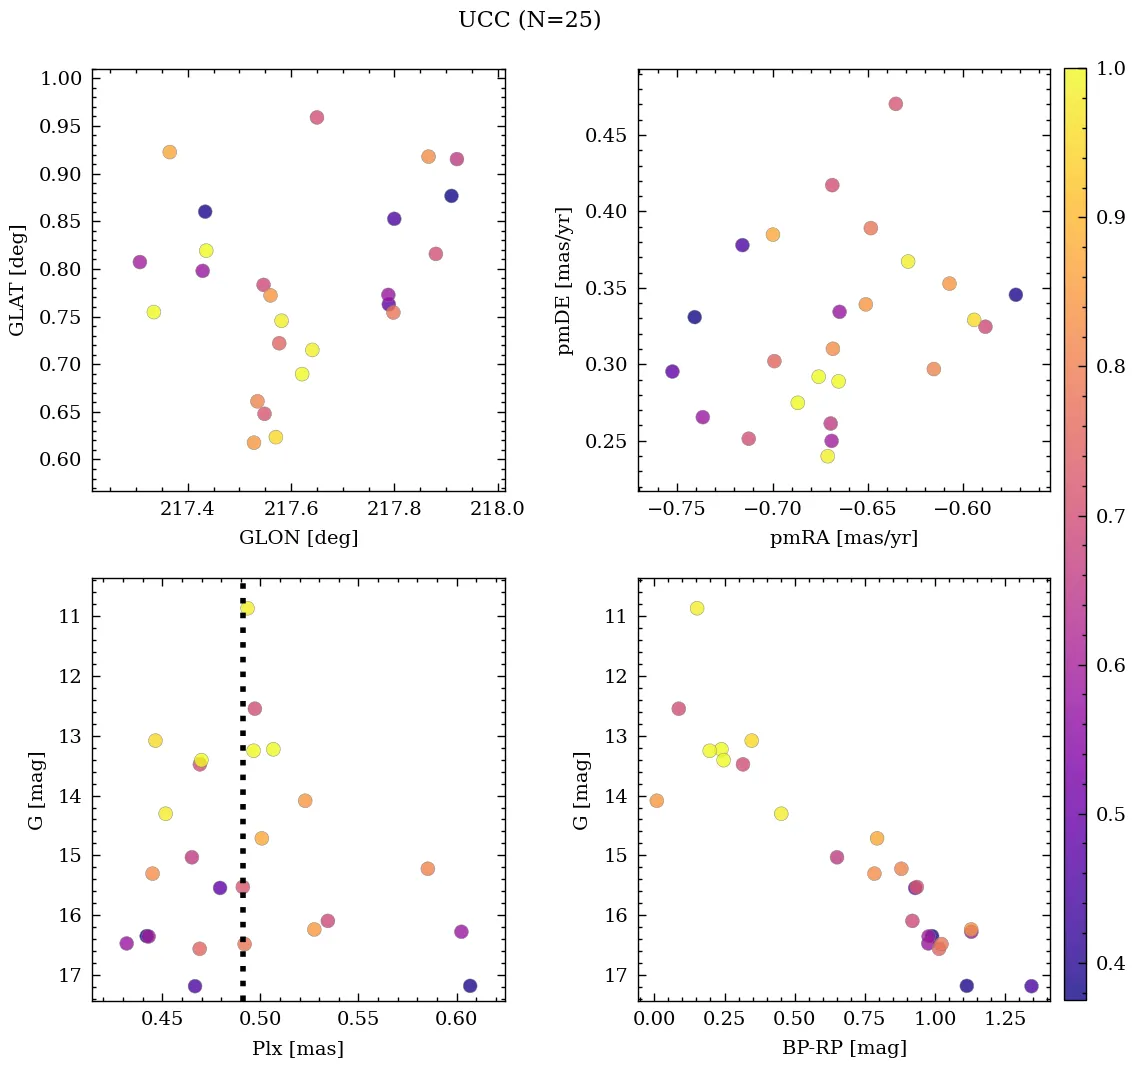 UCC (N=25)
1.00
0.95
0.90
0.85
0.80
0.75
0.70
0.65
0.60
GLAT [deg]
217.4 217.6 217.8 218.0
GLON [deg]
0.45
0.40
0.35
0.30
0.25
pmDE [mas/yr]
−0.75 −0.70 −0.65 −0.60
pmRA [mas/yr]
1.0
0.9
0.8
0.7
0.6
0.5
0.4
11
12
13
14
15
16
17
G [mag]
0.45 0.50 0.55 0.60
Plx [mas]
11
12
13
14
15
16
17
G [mag]
0.00 0.25 0.50 0.75 1.00 1.25
BP-RP [mag]